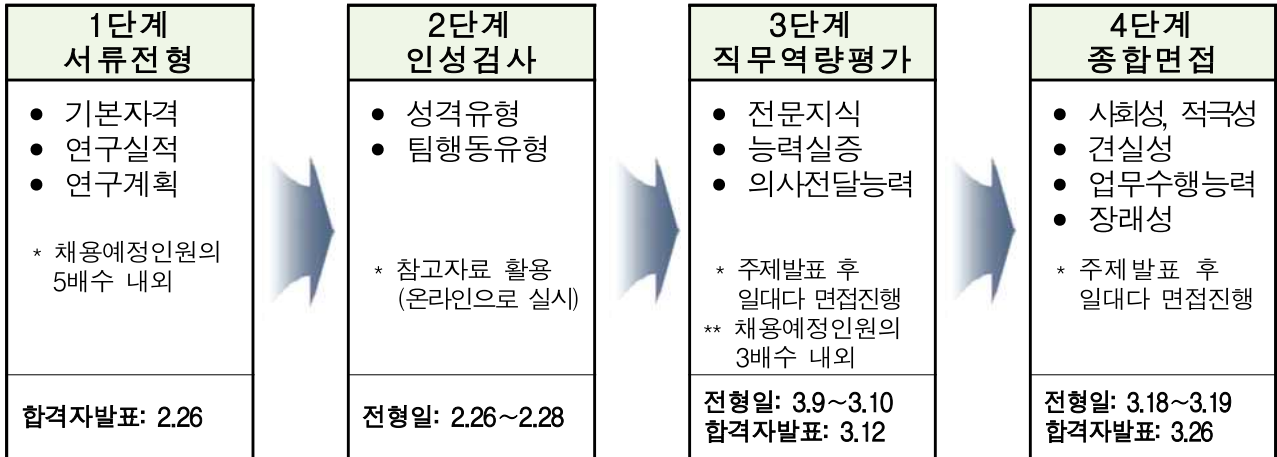 1단계
서류전형
● 기본자격
● 연구실적
● 연구계획
* 채용예정인원의
5배수 내외
합격자발표: 2.26
2단계
인성검사
● 성격유형
● 팀행동유형
* 참고자료 활용
(온라인으로 실시)
전형일: 2.26~2.28
3단계
직무역량평가
● 전문지식
● 능력실증
● 의사전달능력
* 주제발표 후
일대다 면접진행
** 채용예정인원의
3배수 내외
전형일: 3.9~3.10
합격자발표: 3.12
4단계
종합면접
● 사회성, 적극성
● 견실성
● 업무수행능력
● 장래성
* 주제발표 후
일대다 면접진행
전형일: 3.18~3.19
합격자발표: 3.26